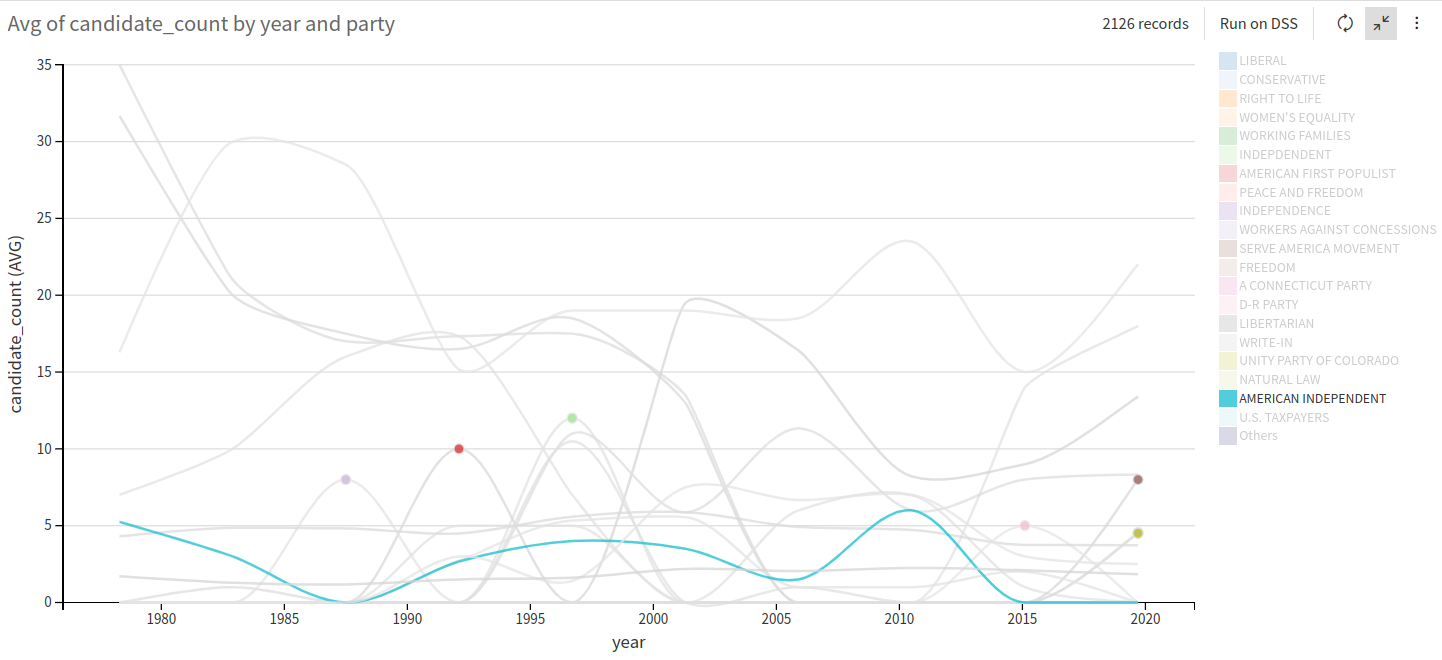 Avg of candidate_count by year and party
2126 records
Run on DSS
candidate_count (AVG)
35
30
25
20
15
10
5
0
1980
1985
1990
1995
2000
2005
2010
2015
2020
year
LIBERAL
CONSERVATIVE
RIGHT TO LIFE
WOMEN'S EQUALITY
WORKING FAMILIES
INDEPDENDENT
AMERICAN FIRST POPULIST
PEACE AND FREEDOM
INDEPENDENCE
WORKERS AGAINST CONCESSIONS
SERVE AMERICA MOVEMENT
FREEDOM
A CONNECTICUT PARTY
D-R PARTY
LIBERTARIAN
WRITE-IN
UNITY PARTY OF COLORADO
NATURAL LAW
AMERICAN INDEPENDENT
U.S. TAXPAYERS
Others